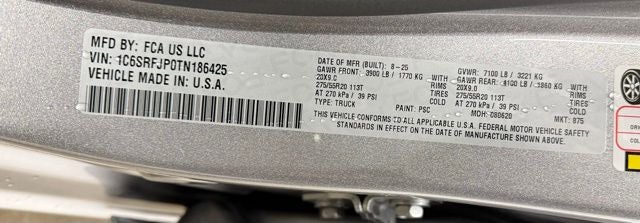 MFD BY: FCA US LLC
VIN: 1C6SRFJP0TN186425
VEHICLE MADE IN U.S.A.
DATE OF MFR (BUILT): 8-25 GVWR: 7100 LB / 3221 KG
GAWR FRONT: 3900 LB / 1770 KG GAWR REAR: 4100 LB / 1860 KG
20X9.0 RIMS 20X9.0
275/55R20 113T TIRES 275/55R20 113T TIRES
AT 270 kPa / 39 PSI COLD AT 270 kPa / 39 PSI COLD
TYPE: TRUCK PAINT: PSC MDH: 080620 MKT: 875
THIS VEHICLE CONFORMS TO ALL APPLICABLE U.S.A. FEDERAL MOTOR VEHICLE SAFETY
STANDARDS IN EFFECT ON THE DATE OF MANUFACTURE SHOWN ABOVE.